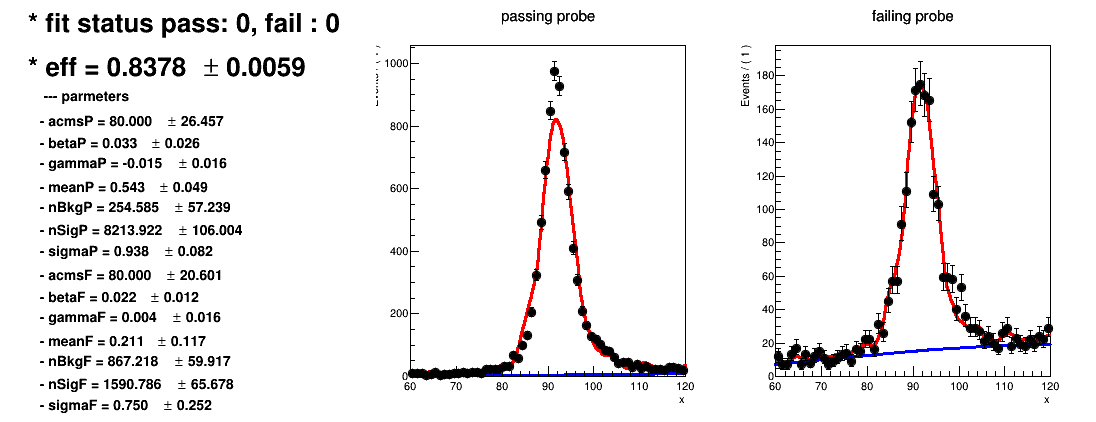 * fit status pass: 0, fail : 0
* eff = 0.8378 ± 0.0059
--- parmeters
- acmsP = 80.000 ± 26.457
- betaP = 0.033 ± 0.026
- gammaP = -0.015 ± 0.016
- meanP = 0.543 ± 0.049
- nBkgP = 254.585 ± 57.239
- nSigP = 8213.922 ± 106.004
- sigmaP = 0.938 ± 0.082
- acmsF = 80.000 ± 20.601
- betaF = 0.022 ± 0.012
- gammaF = 0.004 ± 0.016
- meanF = 0.211 ± 0.117
- nBkgF = 867.218 ± 59.917
- nSigF = 1590.786 ± 65.678
- sigmaF = 0.750 ± 0.252
passing probe
1000
800
600
400
200
0
60 70 80 90 100 110 120
x
failing probe
Events / ( 1 )
180
160
140
120
100
80
60
40
20
0
60 70 80 90 100 110 120
x